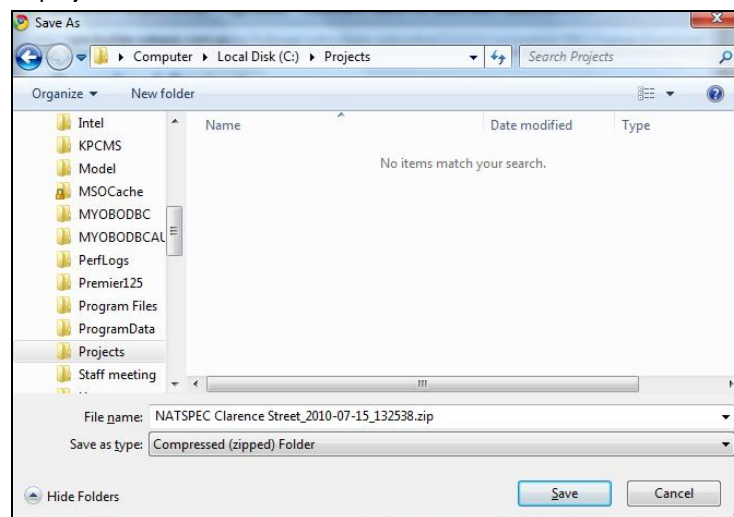 Save As
Computer ▸ Local Disk (C:) ▸ Projects
Search Projects
Organize
New folder
Intel
KPCMS
Model
MSOCache
MYOBODBC
MYOBODBCAU
PerfLogs
Premier125
Program Files
ProgramData
Projects
Staff meeting
Name
Date modified
Type
No items match your search.
File name: NATSPEC Clarence Street_2010-07-15_132538.zip
Save as type: Compressed (zipped) Folder
Hide Folders
Save
Cancel